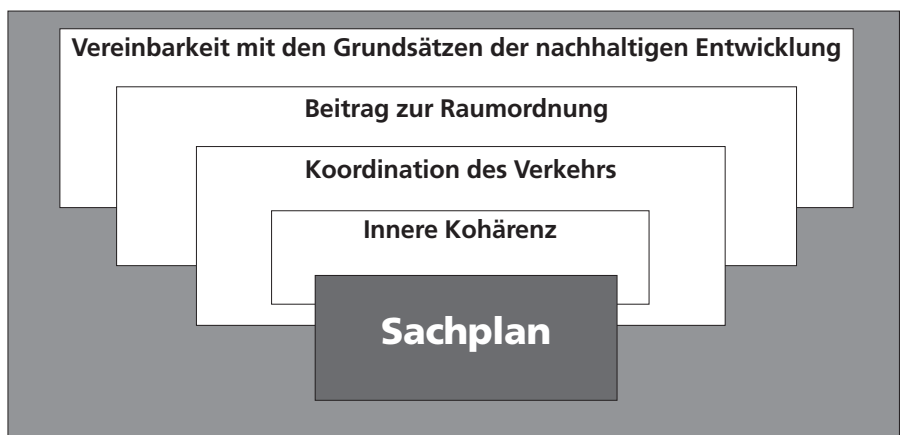 Vereinbarkeit mit den Grundsätzen der nachhaltigen Entwicklung
Beitrag zur Raumordnung
Koordination des Verkehrs
Innere Kohärenz
Sachplan